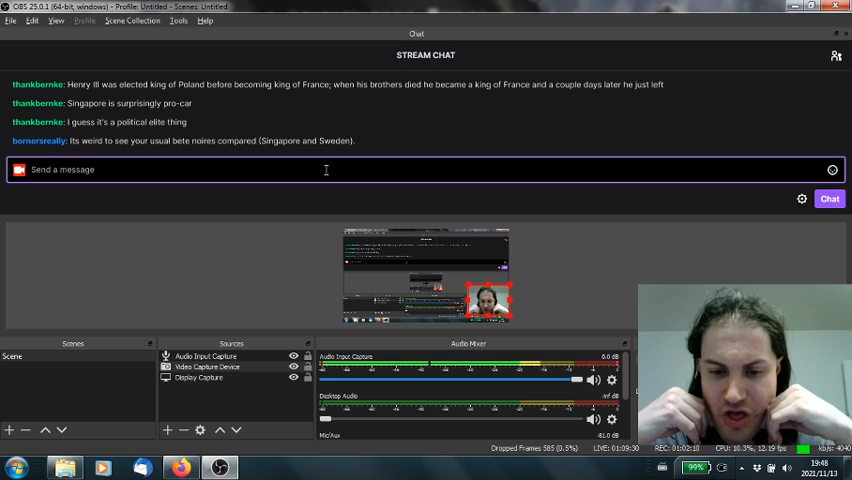 OBS 25.0.1 (64-bit, windows) - Profile: Untitled - Scenes: Untitled
File Edit View Profile Scene Collection Tools Help
Chat
STREAM CHAT
thankbernke: Henry III was elected king of Poland before becoming king of France; when his brothers died he became a king of France and a couple days later he just left
thankbernke: Singapore is surprisingly pro-car
thankbernke: I guess it's a political elite thing
bornersreally: Its weird to see your usual bete noires compared (Singapore and Sweden).
Send a message
Chat
Scenes Sources Audio Mixer
Scene
Audio Input Capture
Video Capture Device
Display Capture
Audio Input Capture 0.0 dB
Desktop Audio -inf dB
Mic/Aux -81.0 dB
Dropped Frames 585 (0.5%) LIVE: 01:09:30 REC: 01:02:10 CPU: 10.3%, 12.19 fps kb/s: 4040
99% 19:48
2021/11/13